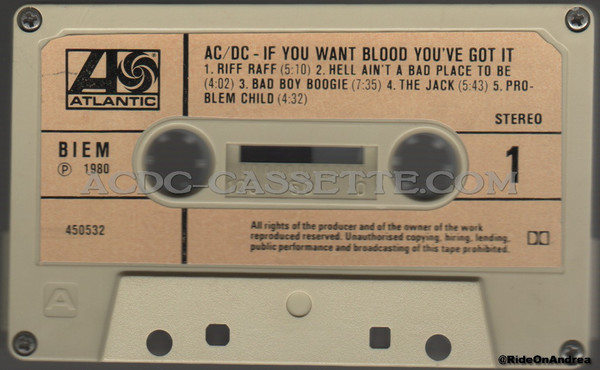 AC/DC - IF YOU WANT BLOOD YOU'VE GOT IT
1. RIFF RAFF (5:10) 2. HELL AIN'T A BAD PLACE TO BE
(4:02) 3. BAD BOY BOOGIE (7:35) 4. THE JACK (5:43) 5. PRO-
BLEM CHILD (4:32)
ATLANTIC
STEREO
BIEM
℗ 1980
1
ACDC-CASSETTE.COM
450532
All rights of the producer and of the owner of the work
reproduced reserved. Unauthorised copying, hiring, lending,
public performance and broadcasting of this tape prohibited.
A
@RideOnAndrea